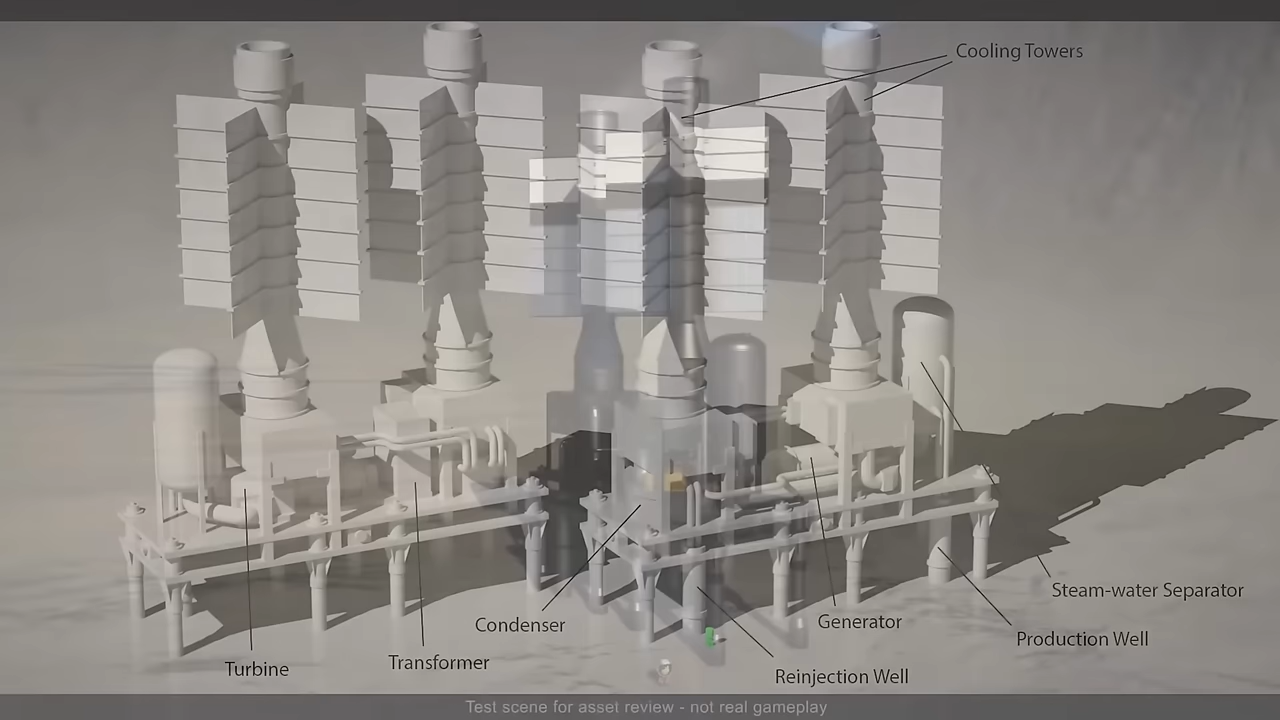 Cooling Towers
Steam-water Separator
Condenser
Generator
Production Well
Turbine
Transformer
Reinjection Well
Test scene for asset review - not real gameplay